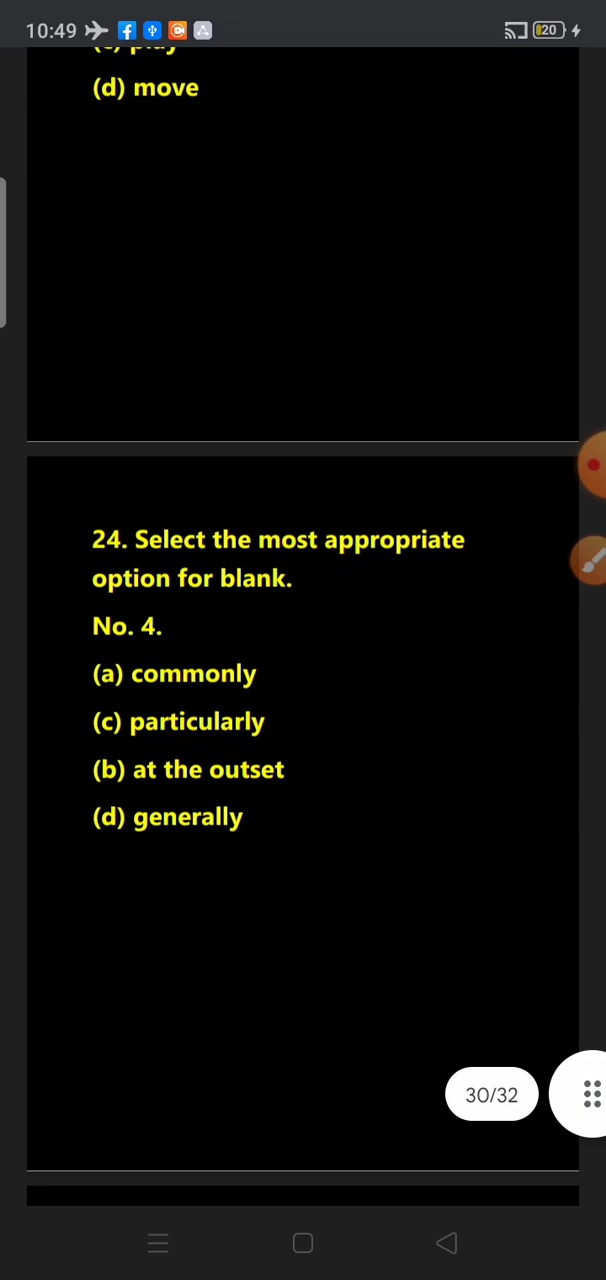 10:49
20
(d) move
24. Select the most appropriate
option for blank.
No. 4.
(a) commonly
(c) particularly
(b) at the outset
(d) generally
30/32